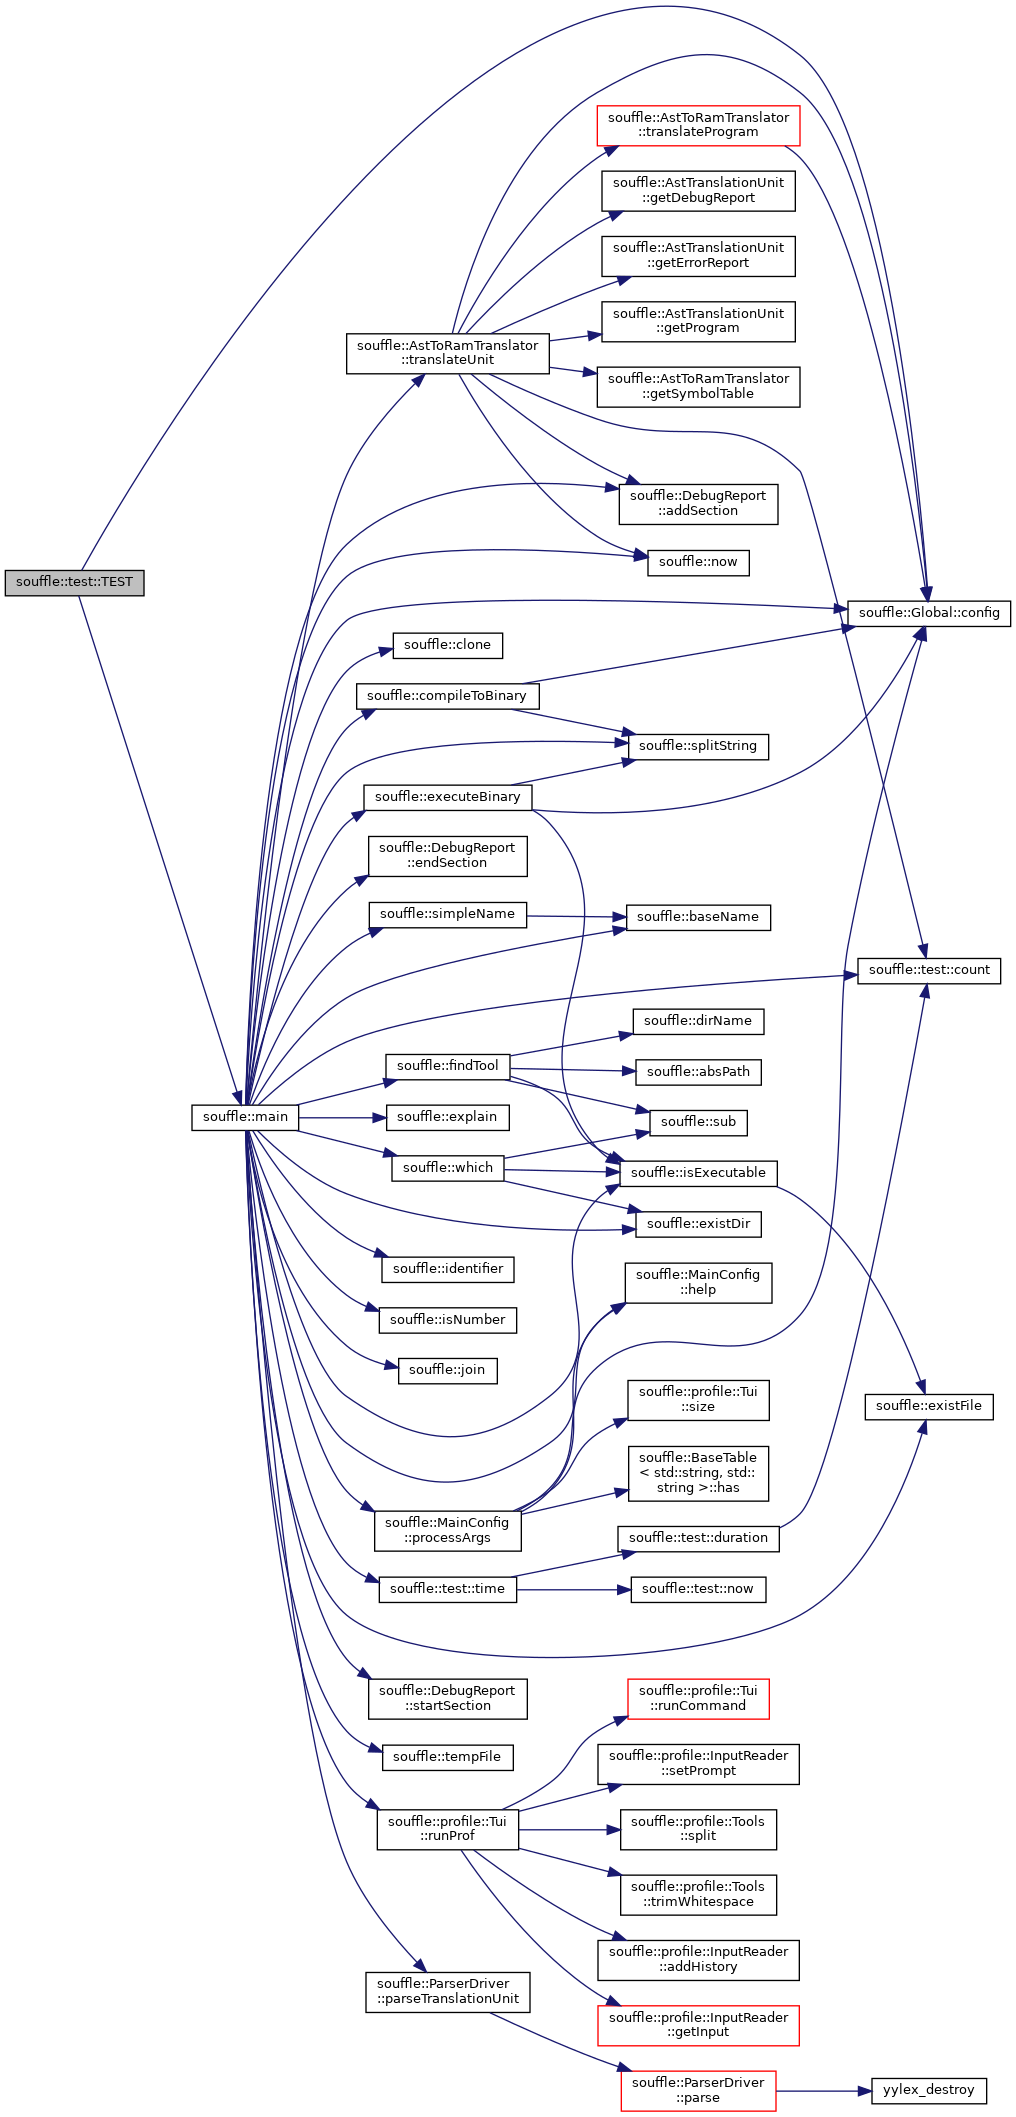 souffle::AstToRamTranslator
::translateProgram
souffle::AstTranslationUnit
::getDebugReport
souffle::AstTranslationUnit
::getErrorReport
souffle::AstTranslationUnit
::getProgram
souffle::AstToRamTranslator
::translateUnit
souffle::AstToRamTranslator
::getSymbolTable
souffle::DebugReport
::addSection
souffle::now
souffle::test::TEST
souffle::Global::config
souffle::clone
souffle::compileToBinary
souffle::splitString
souffle::executeBinary
souffle::DebugReport
::endSection
souffle::simpleName
souffle::baseName
souffle::test::count
souffle::dirName
souffle::findTool
souffle::absPath
souffle::main
souffle::explain
souffle::sub
souffle::which
souffle::isExecutable
souffle::existDir
souffle::identifier
souffle::MainConfig
::help
souffle::isNumber
souffle::join
souffle::profile::Tui
::size
souffle::existFile
souffle::BaseTable
< std::string, std::
string >::has
souffle::MainConfig
::processArgs
souffle::test::duration
souffle::test::time
souffle::test::now
souffle::DebugReport
::startSection
souffle::profile::Tui
::runCommand
souffle::tempFile
souffle::profile::InputReader
::setPrompt
souffle::profile::Tui
::runProf
souffle::profile::Tools
::split
souffle::profile::Tools
::trimWhitespace
souffle::profile::InputReader
::addHistory
souffle::ParserDriver
::parseTranslationUnit
souffle::profile::InputReader
::getInput
souffle::ParserDriver
::parse
yylex_destroy